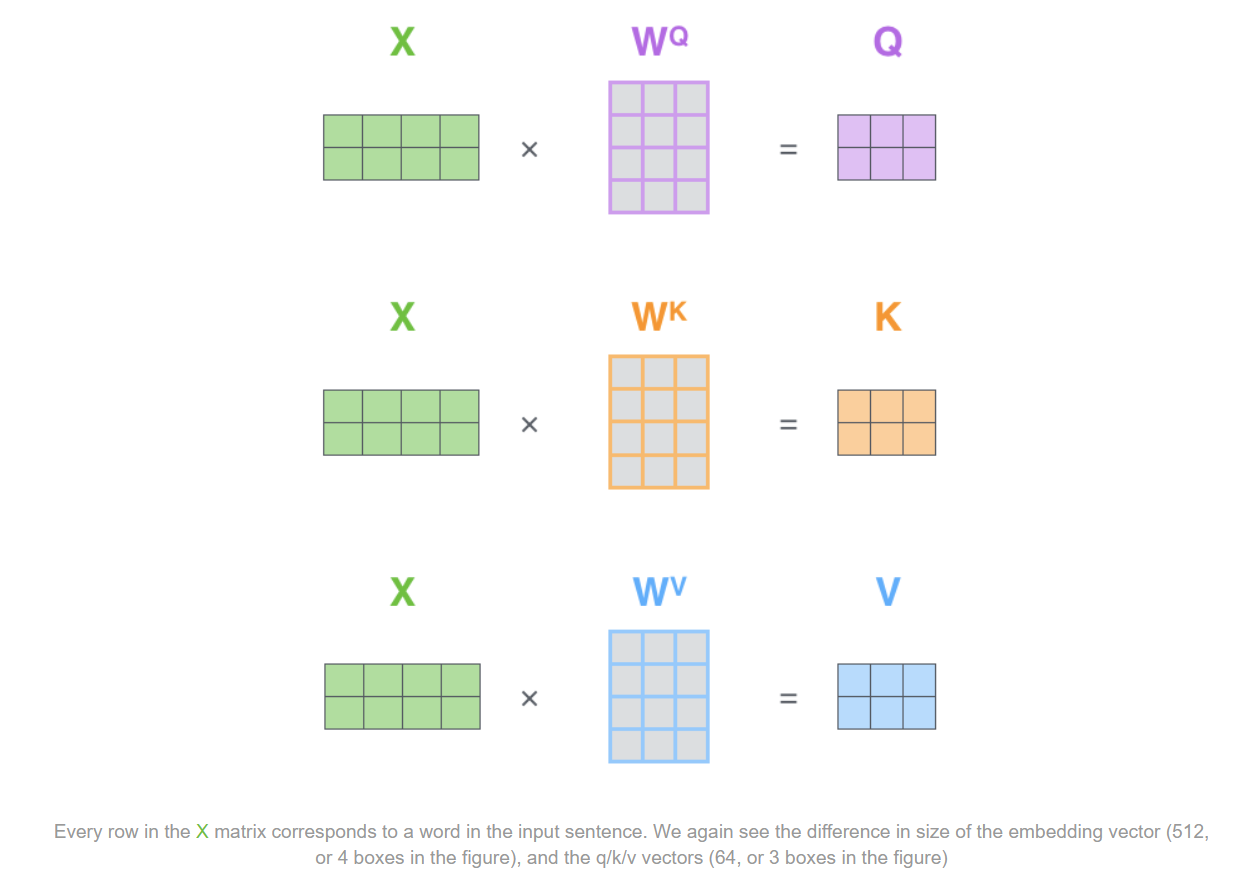 X W^Q Q
× =
X W^K K
× =
X W^V V
× =
Every row in the X matrix corresponds to a word in the input sentence. We again see the difference in size of the embedding vector (512,
or 4 boxes in the figure), and the q/k/v vectors (64, or 3 boxes in the figure)